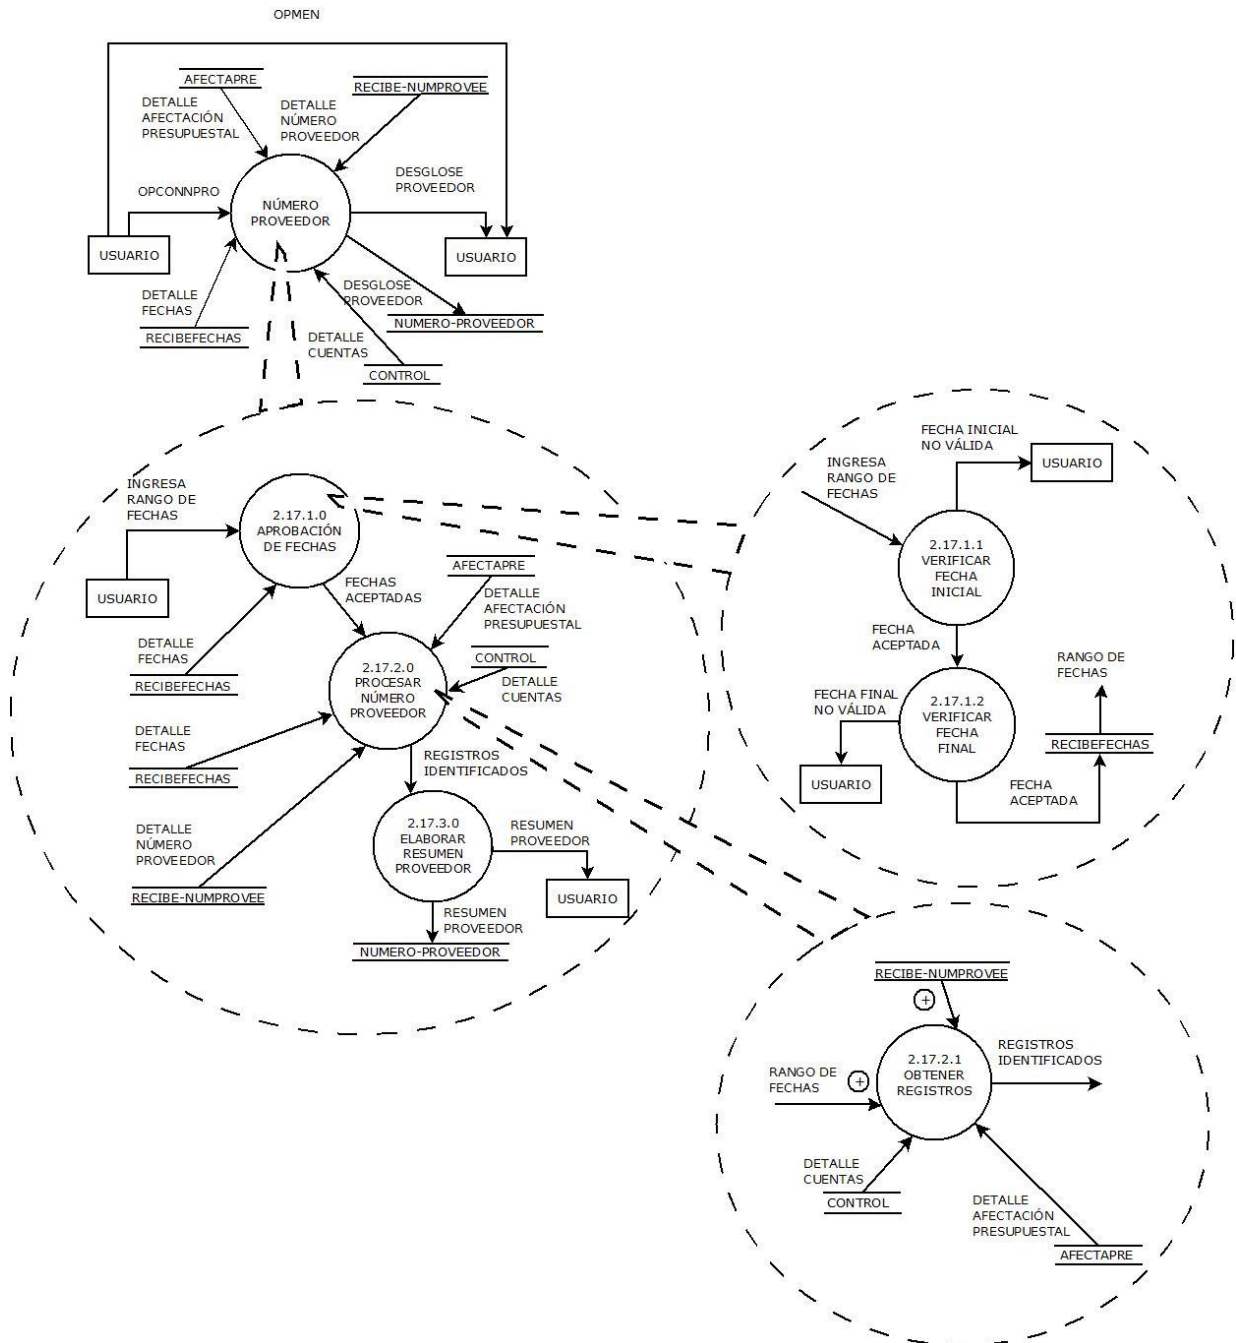 OPMEN
AFECTAPRE
RECIBE-NUMPROVEE
DETALLE
AFECTACIÓN
PRESUPUESTAL
DETALLE
NÚMERO
PROVEEDOR
DESGLOSE
PROVEEDOR
OPCONNPRO
NÚMERO
PROVEEDOR
USUARIO
USUARIO
DETALLE
FECHAS
RECIBEFECHAS
DESGLOSE
PROVEEDOR
NUMERO-PROVEEDOR
DETALLE
CUENTAS
CONTROL
INGRESA
RANGO DE
FECHAS
2.17.1.0
APROBACIÓN
DE FECHAS
USUARIO
FECHAS
ACEPTADAS
AFECTAPRE
DETALLE
AFECTACIÓN
PRESUPUESTAL
DETALLE
FECHAS
RECIBEFECHAS
2.17.2.0
PROCESAR
NÚMERO
PROVEEDOR
CONTROL
DETALLE
CUENTAS
DETALLE
FECHAS
RECIBEFECHAS
REGISTROS
IDENTIFICADOS
DETALLE
NÚMERO
PROVEEDOR
RECIBE-NUMPROVEE
2.17.3.0
ELABORAR
RESUMEN
PROVEEDOR
RESUMEN
PROVEEDOR
USUARIO
RESUMEN
PROVEEDOR
NUMERO-PROVEEDOR
FECHA INICIAL
NO VÁLIDA
USUARIO
INGRESA
RANGO DE
FECHAS
2.17.1.1
VERIFICAR
FECHA
INICIAL
FECHA
ACEPTADA
RANGO DE
FECHAS
FECHA FINAL
NO VÁLIDA
2.17.1.2
VERIFICAR
FECHA
FINAL
RECIBEFECHAS
USUARIO
FECHA
ACEPTADA
RECIBE-NUMPROVEE
+
2.17.2.1
OBTENER
REGISTROS
REGISTROS
IDENTIFICADOS
RANGO DE
FECHAS
+
DETALLE
CUENTAS
CONTROL
DETALLE
AFECTACIÓN
PRESUPUESTAL
AFECTAPRE